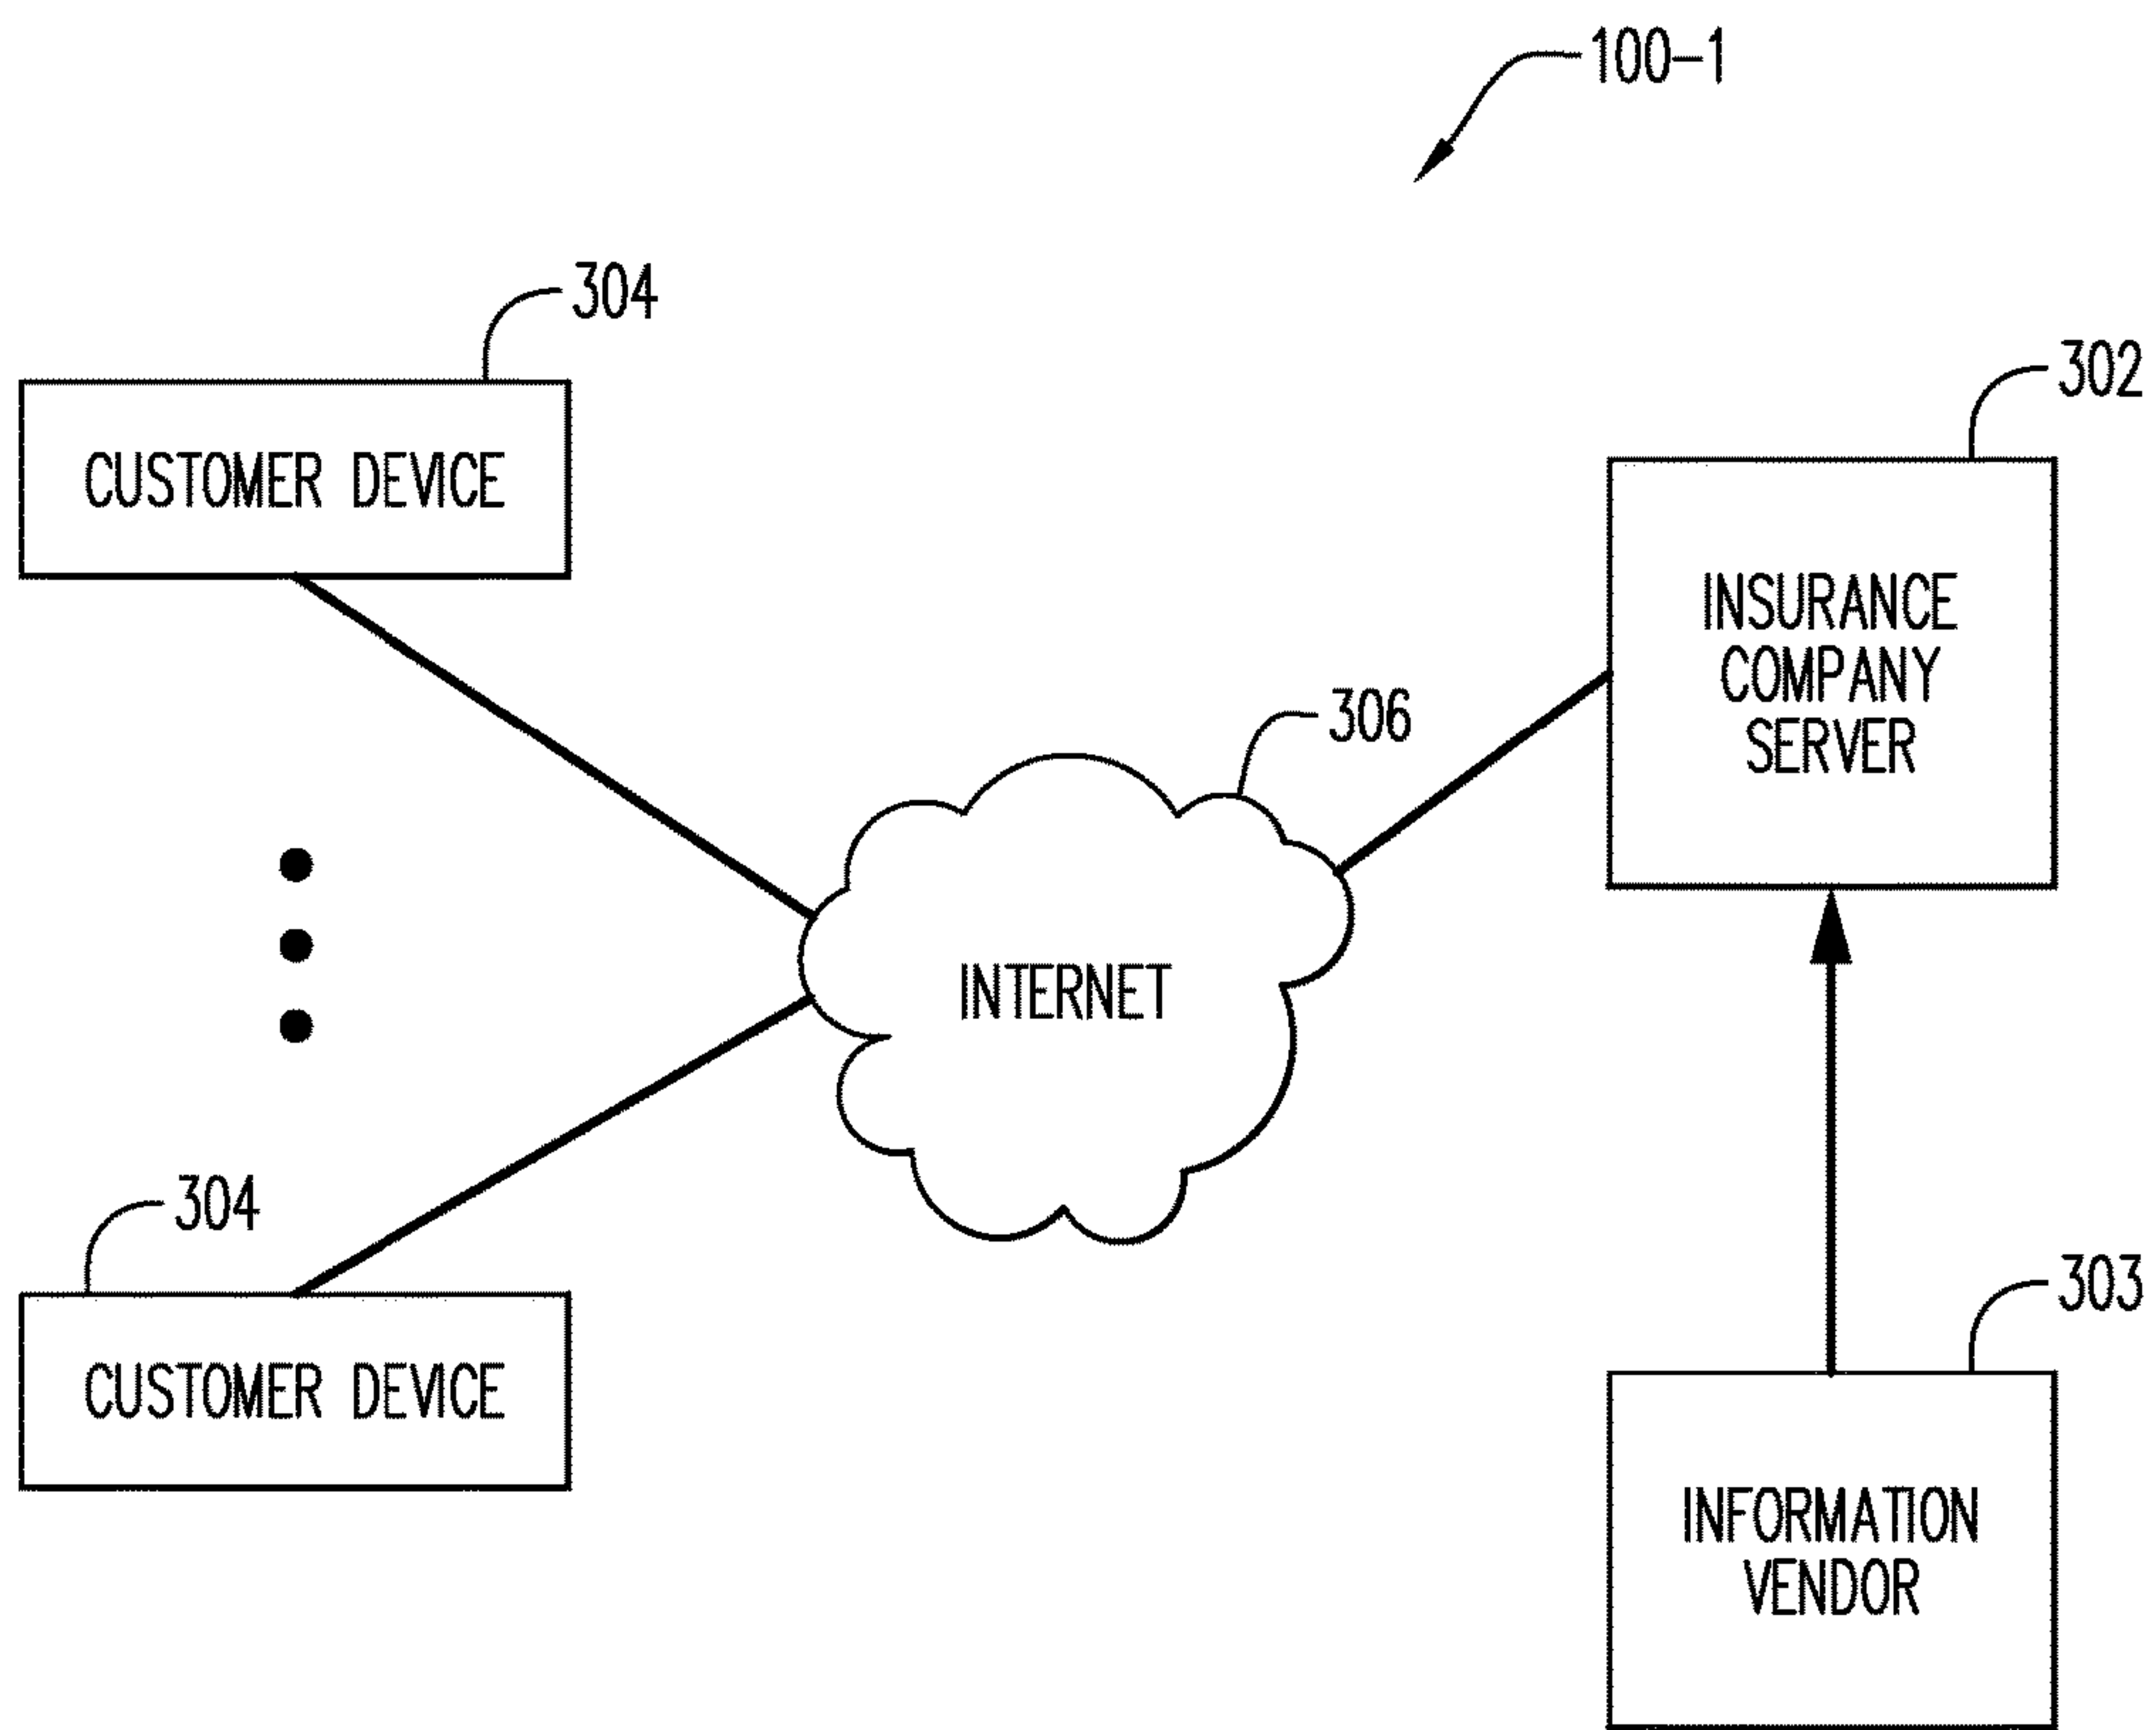 100-1
304
CUSTOMER DEVICE
302
INSURANCE
COMPANY
SERVER
306
INTERNET
304
CUSTOMER DEVICE
303
INFORMATION
VENDOR